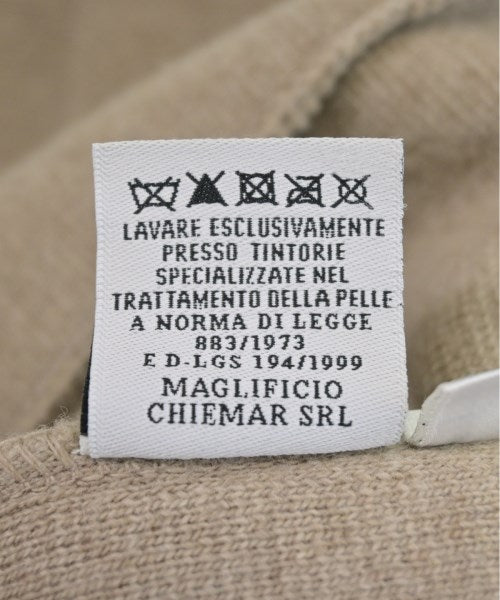 LAVARE ESCLUSIVAMENTE
PRESSO TINTORIE
SPECIALIZZATE NEL
TRATTAMENTO DELLA PELLE
A NORMA DI LEGGE
883/1973
E D-LGS 194/1999
MAGLIFICIO
CHIEMAR SRL